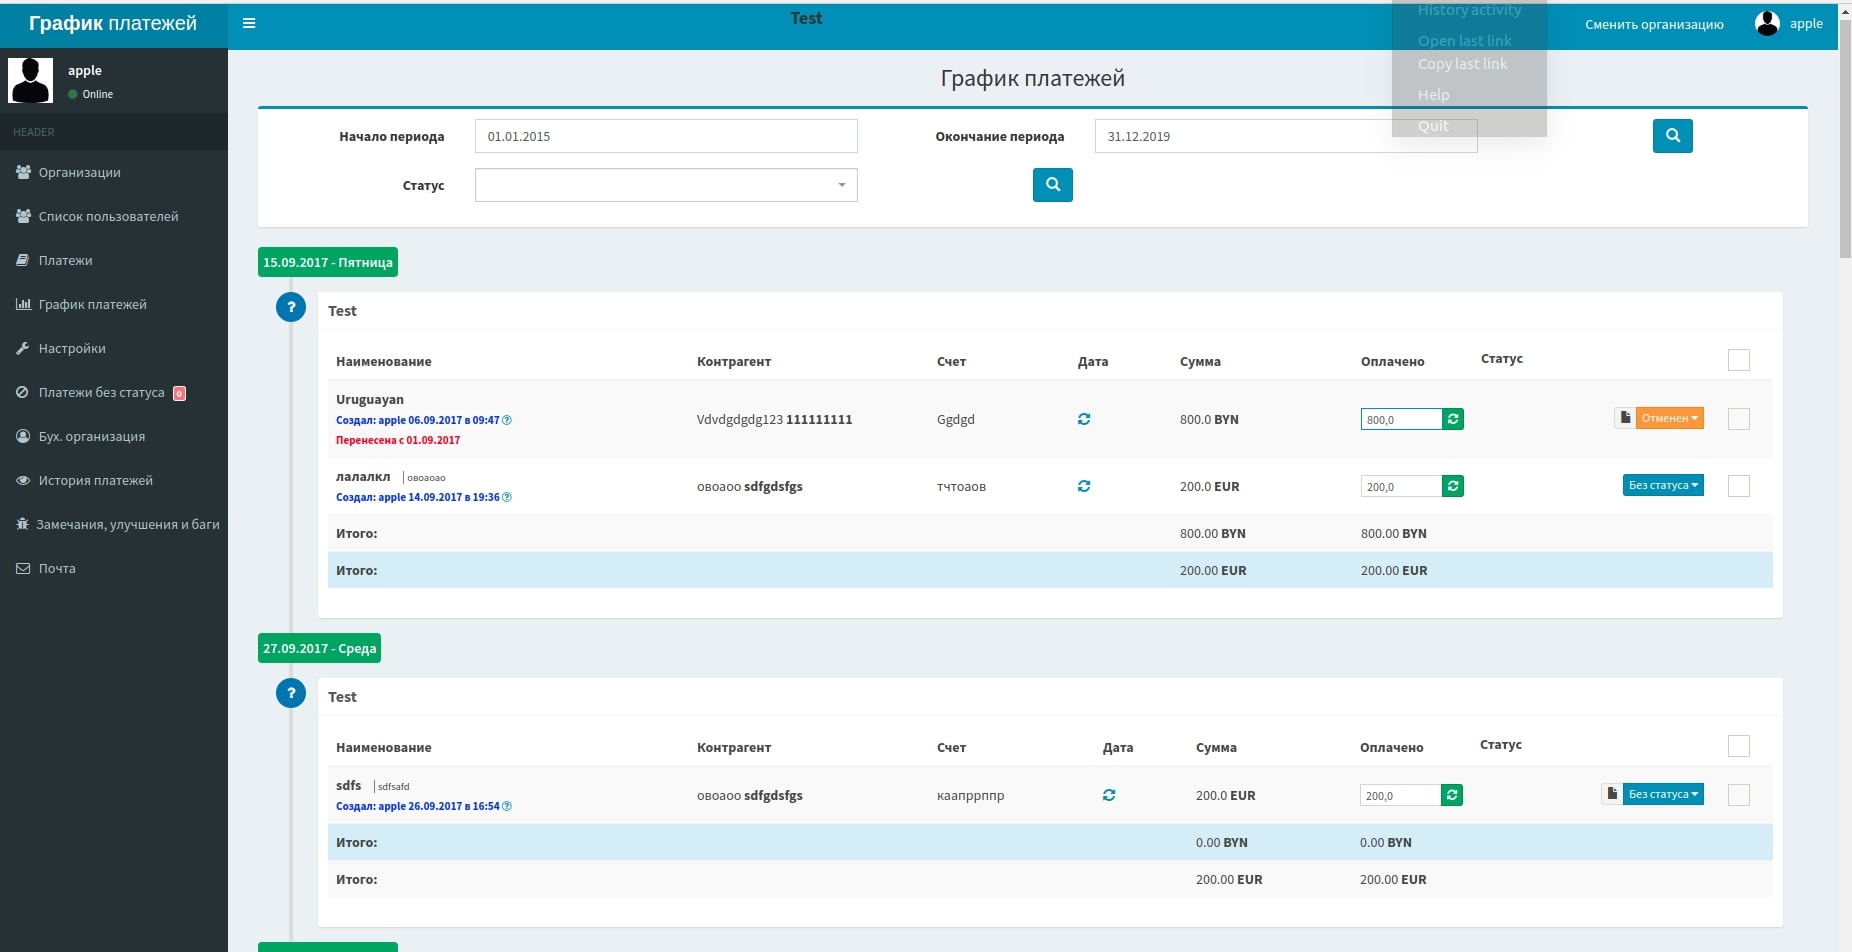 График платежей
Test
History activity
Open last link
Copy last link
Help
Quit
Сменить организацию
apple
apple
Online
HEADER
Организации
Список пользователей
Платежи
График платежей
Настройки
Платежи без статуса 0
Бух. организация
История платежей
Замечания, улучшения и баги
Почта
График платежей
Начало периода 01.01.2015 Окончание периода 31.12.2019
Статус
15.09.2017 - Пятница
? Test
Наименование Контрагент Счет Дата Сумма Оплачено Статус
Uruguayan
Создал: apple 06.09.2017 в 09:47 ?
Перенесена с 01.09.2017
Vdvdgdgdg123 111111111 Ggdgd 800.0 BYN 800,0 Отменен
лалалкл овоаоао
Создал: apple 14.09.2017 в 19:36 ?
овоаоо sdfgdsfgs тчтоаов 200.0 EUR 200,0 Без статуса
Итого: 800.00 BYN 800.00 BYN
Итого: 200.00 EUR 200.00 EUR
27.09.2017 - Среда
? Test
Наименование Контрагент Счет Дата Сумма Оплачено Статус
sdfs sdfsafd
Создал: apple 26.09.2017 в 16:54 ?
овоаоо sdfgdsfgs каапрrппр 200.0 EUR 200,0 Без статуса
Итого: 0.00 BYN 0.00 BYN
Итого: 200.00 EUR 200.00 EUR